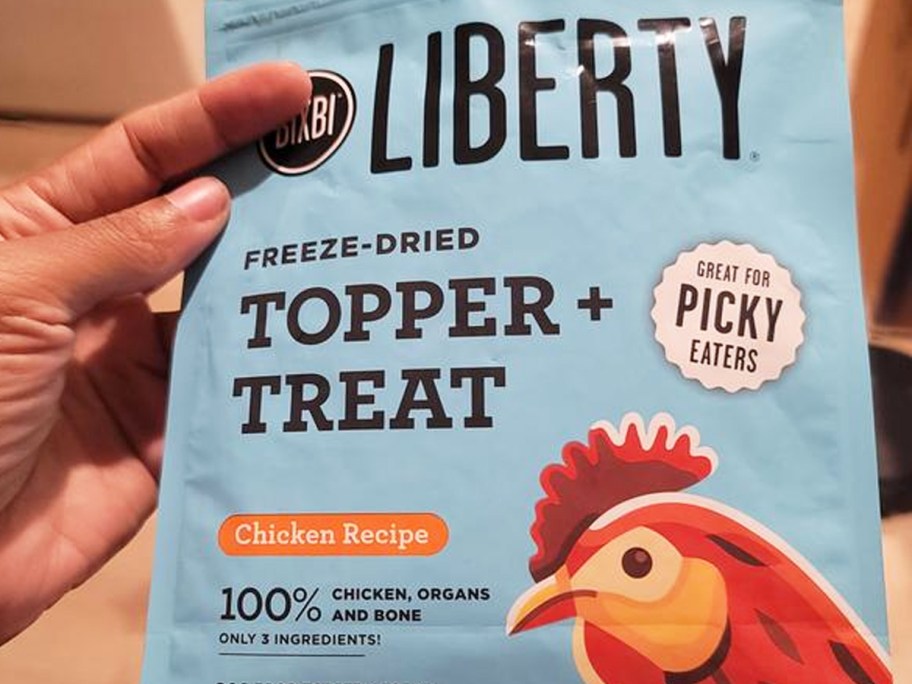 BIXBI™
LIBERTY®
FREEZE-DRIED
TOPPER +
TREAT
GREAT FOR
PICKY
EATERS
Chicken Recipe
100% CHICKEN, ORGANS
AND BONE
ONLY 3 INGREDIENTS!